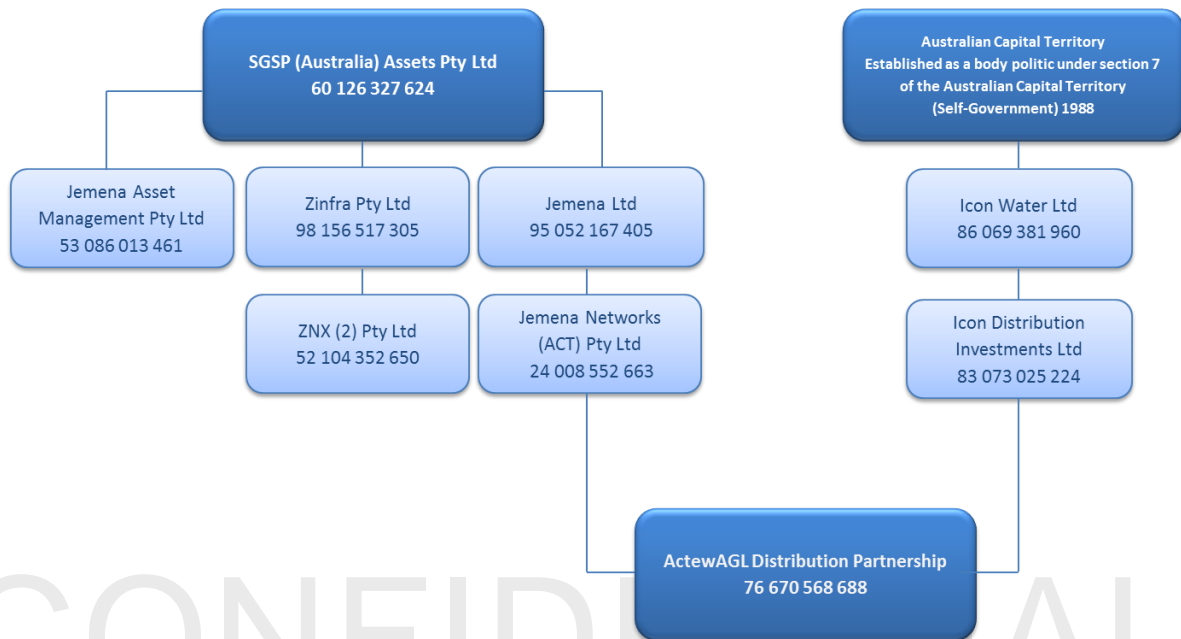 SGSP (Australia) Assets Pty Ltd
60 126 327 624
Australian Capital Territory
Established as a body politic under section 7
of the Australian Capital Territory
(Self-Government) 1988
Jemena Asset
Management Pty Ltd
53 086 013 461
Zinfra Pty Ltd
98 156 517 305
Jemena Ltd
95 052 167 405
Icon Water Ltd
86 069 381 960
ZNX (2) Pty Ltd
52 104 352 650
Jemena Networks
(ACT) Pty Ltd
24 008 552 663
Icon Distribution
Investments Ltd
83 073 025 224
ActewAGL Distribution Partnership
76 670 568 688